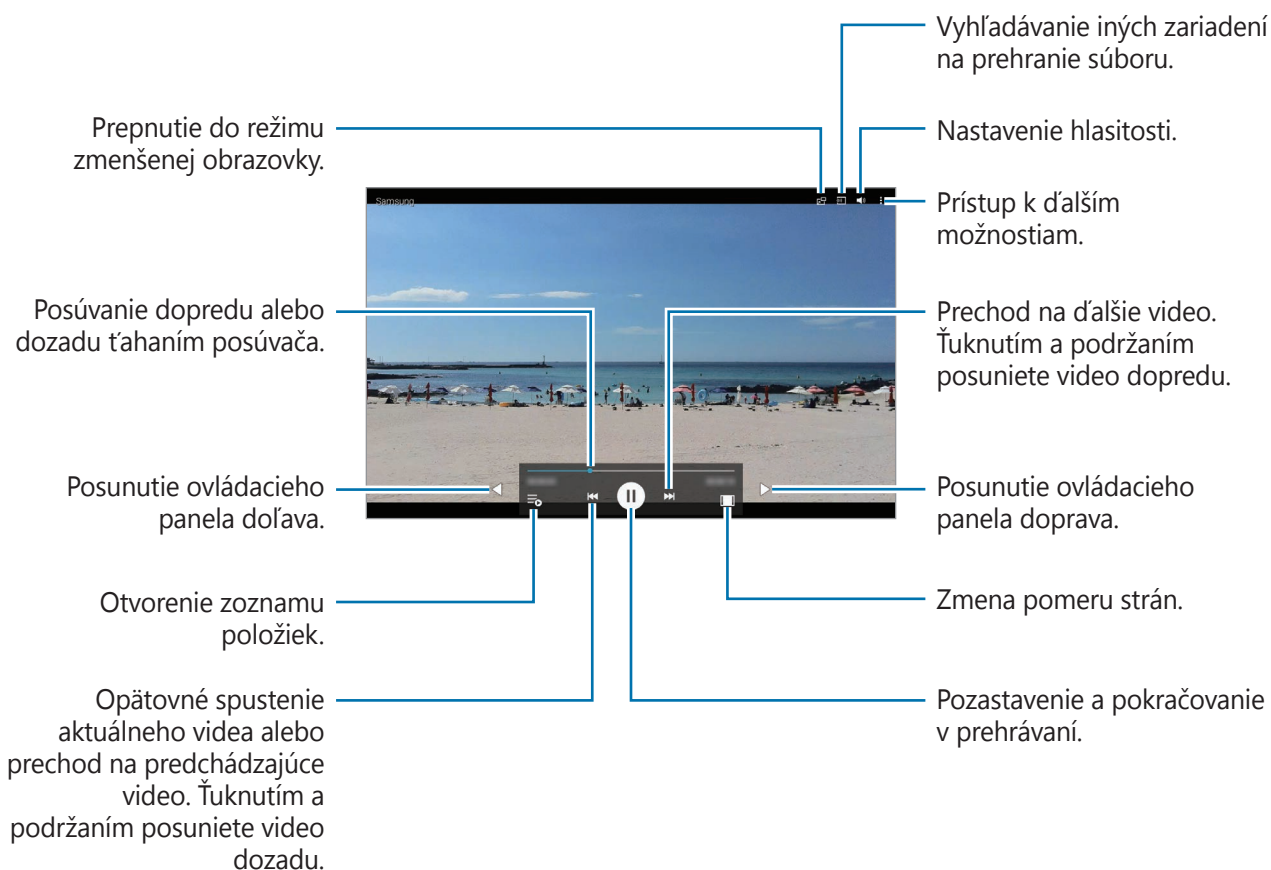 Vyhľadávanie iných zariadení
na prehranie súboru.
Prepnutie do režimu
zmenšenej obrazovky.
Nastavenie hlasitosti.
Samsung
Prístup k ďalším
možnostiam.
Posúvanie dopredu alebo
dozadu ťahaním posúvača.
Prechod na ďalšie video.
Ťuknutím a podržaním
posuniete video dopredu.
Posunutie ovládacieho
panela doľava.
Posunutie ovládacieho
panela doprava.
Otvorenie zoznamu
položiek.
Zmena pomeru strán.
Opätovné spustenie
aktuálneho videa alebo
prechod na predchádzajúce
video. Ťuknutím a
podržaním posuniete video
dozadu.
Pozastavenie a pokračovanie
v prehrávaní.